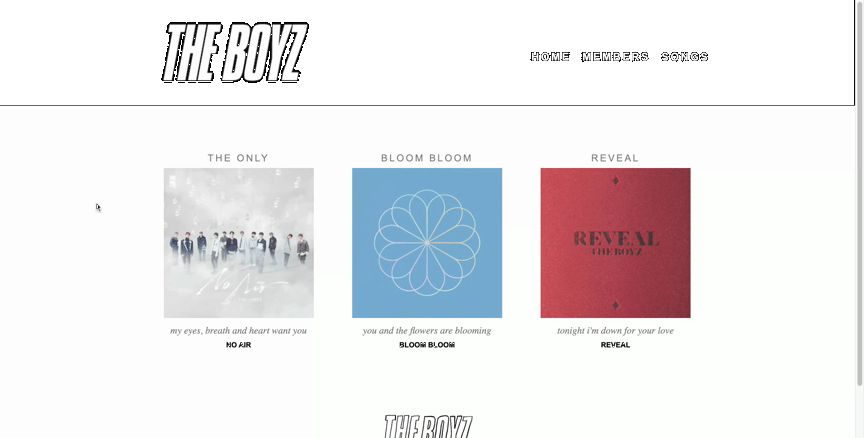 THE BOYZ
HOME MEMBERS SONGS
THE ONLY
BLOOM BLOOM
REVEAL
No Air
REVEAL
THE BOYZ
my eyes, breath and heart want you
NO AIR
you and the flowers are blooming
BLOOM BLOOM
tonight i'm down for your love
REVEAL
THE BOYZ